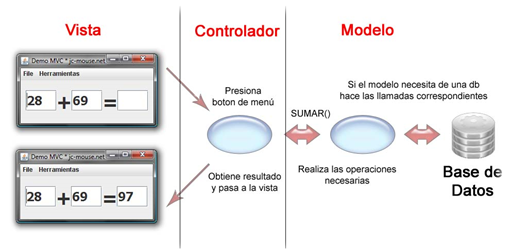 Vista
Controlador
Modelo
Demo MVC * jc-mouse.net
File Herramientas
28 + 69 =
Presiona
boton de menú
SUMAR()
Si el modelo necesita de una db
hace las llamadas correspondientes
Demo MVC * jc-mouse.net
File Herramientas
28 + 69 = 97
Obtiene resultado
y pasa a la vista
Realiza las operaciones
necesarias
Base de
Datos